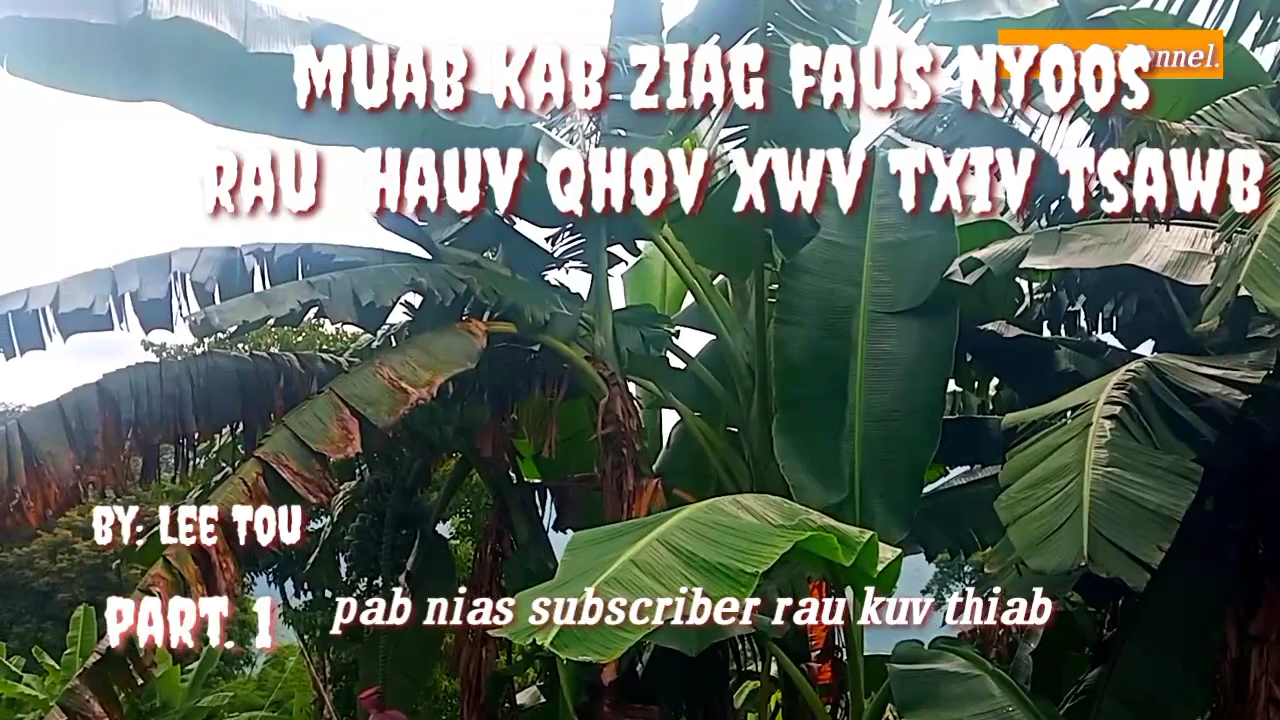 MUAB KAB ZIAG FAUS NYOOS
RAU HAUV QHOV XWV TXIV TSAWB
BY; LEE TOU
PART. 1
pab nias subscriber rau kuv thiab